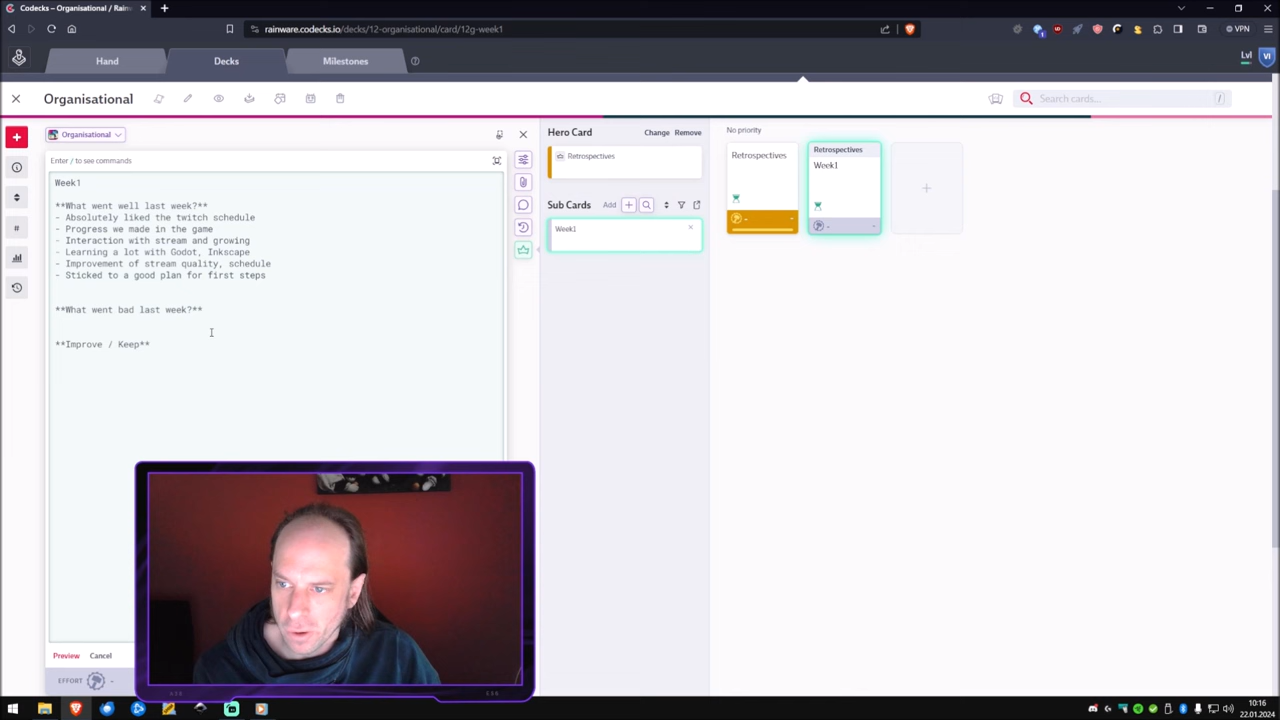 Codecks – Organisational / Rain
rainware.codecks.io/decks/12-organisational/card/12g-week1
VPN
Hand
Decks
Milestones
Lvl
VI
Organisational
Search cards...
/
Organisational
Enter / to see commands
Week1
**What went well last week?**
- Absolutely liked the twitch schedule
- Progress we made in the game
- Interaction with stream and growing
- Learning a lot with Godot, Inkscape
- Improvement of stream quality, schedule
- Sticked to a good plan for first steps
**What went bad last week?**
**Improve / Keep**
Preview
Cancel
EFFORT
-
Hero Card
Change
Remove
Retrospectives
Sub Cards
Add
Week1
No priority
Retrospectives
Retrospectives
Week1
10:16
22.01.2024